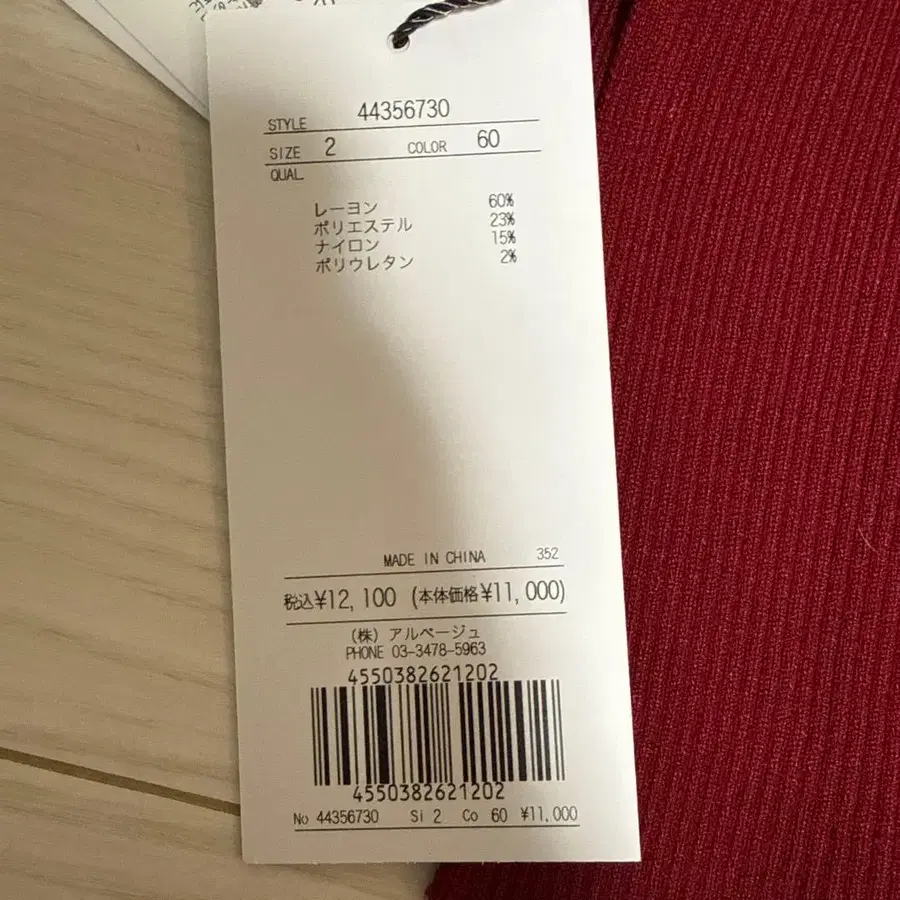 STYLE 44356730
SIZE 2 COLOR 60
QUAL
レーヨン 60%
ポリエステル 23%
ナイロン 15%
ポリウレタン 2%
MADE IN CHINA 352
税込¥12,100 (本体価格¥11,000)
(株) アルページュ
PHONE 03-3478-5963
4550382621202
4550382621202
No 44356730 Si 2 Co 60 ¥11,000